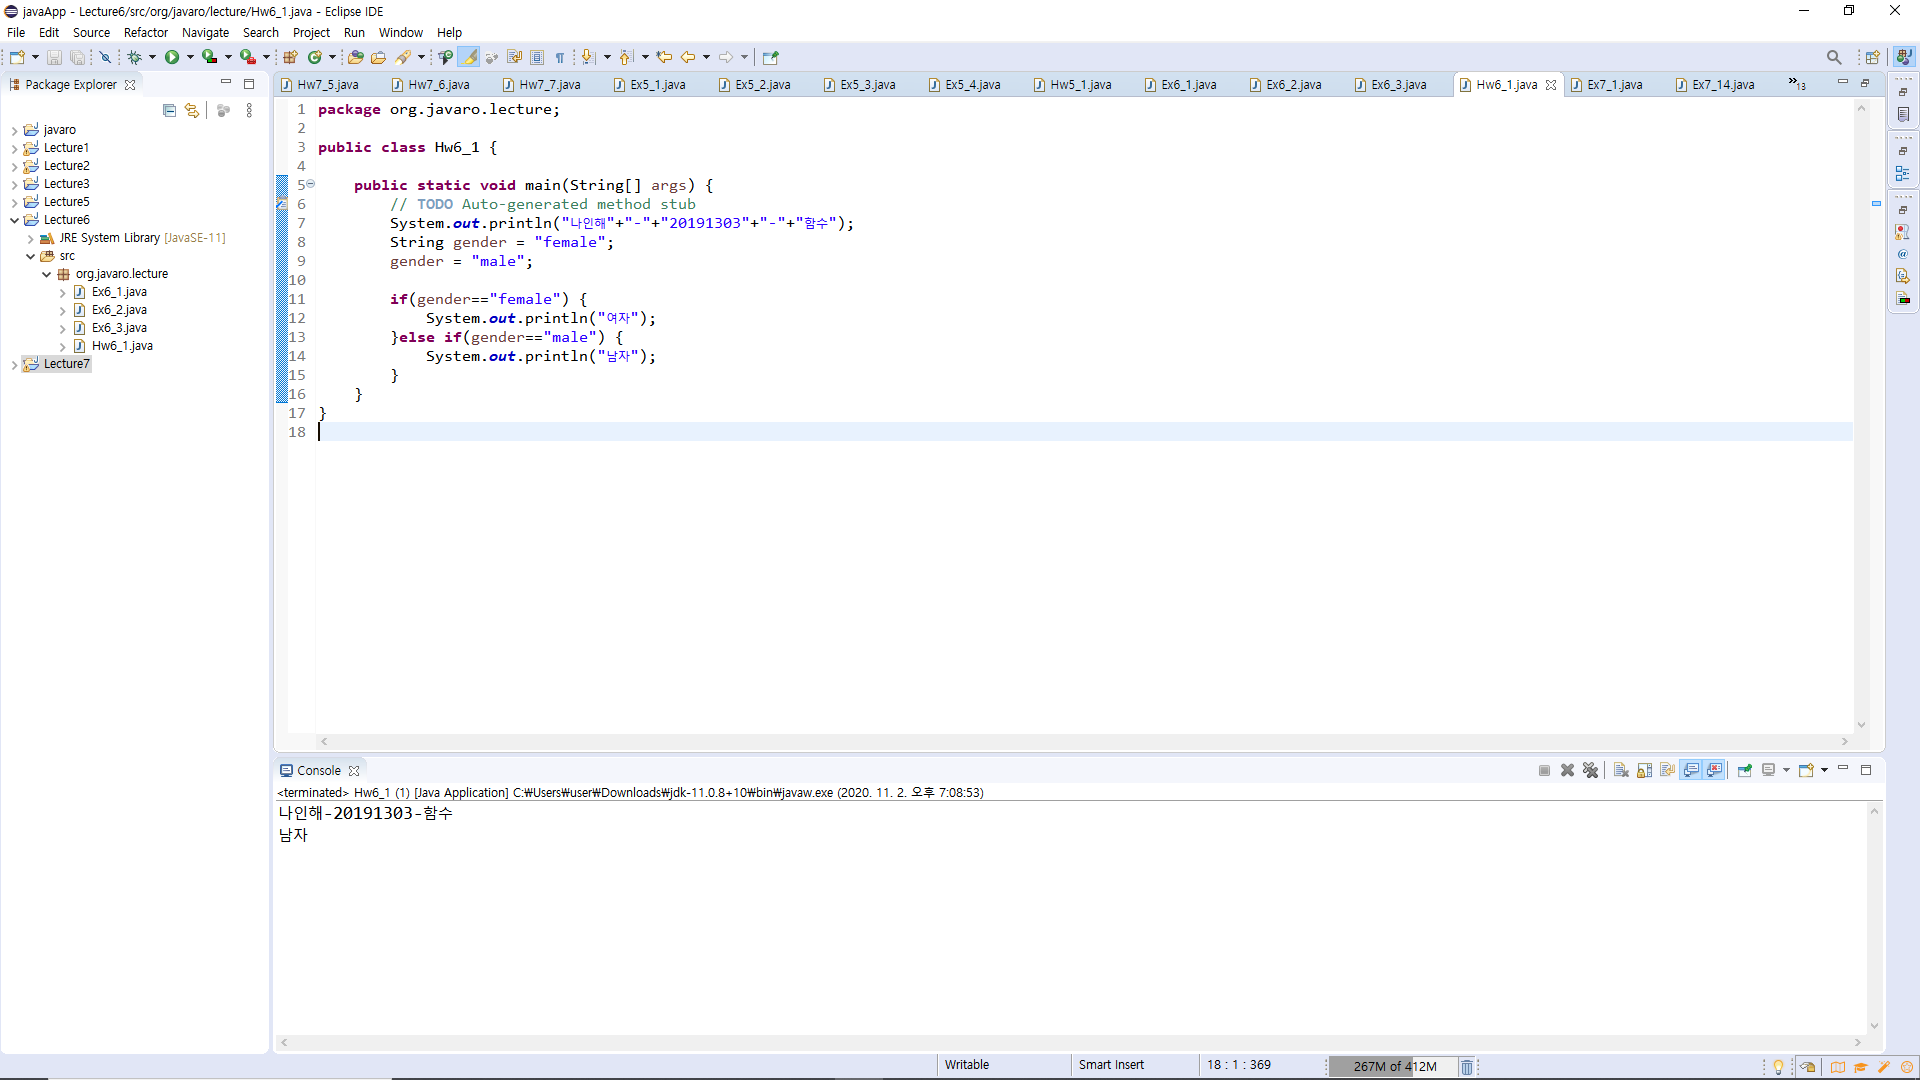 javaApp - Lecture6/src/org/javaro/lecture/Hw6_1.java - Eclipse IDE
File Edit Source Refactor Navigate Search Project Run Window Help
Package Explorer
Hw7_5.java Hw7_6.java Hw7_7.java Ex5_1.java Ex5_2.java Ex5_3.java Ex5_4.java Hw5_1.java Ex6_1.java Ex6_2.java Ex6_3.java Hw6_1.java Ex7_1.java Ex7_14.java »13
javaro
Lecture1
Lecture2
Lecture3
Lecture5
Lecture6
JRE System Library [JavaSE-11]
src
org.javaro.lecture
Ex6_1.java
Ex6_2.java
Ex6_3.java
Hw6_1.java
Lecture7
1 package org.javaro.lecture;
2
3 public class Hw6_1 {
4
5 public static void main(String[] args) {
6 // TODO Auto-generated method stub
7 System.out.println("나인해"+"-"+"20191303"+"-"+"함수");
8 String gender = "female";
9 gender = "male";
10
11 if(gender=="female") {
12 System.out.println("여자");
13 }else if(gender=="male") {
14 System.out.println("남자");
15 }
16 }
17 }
18
Console
<terminated> Hw6_1 (1) [Java Application] C:₩Users₩user₩Downloads₩jdk-11.0.8+10₩bin₩javaw.exe (2020. 11. 2. 오후 7:08:53)
나인해-20191303-함수
남자
Writable Smart Insert 18 : 1 : 369 267M of 412M